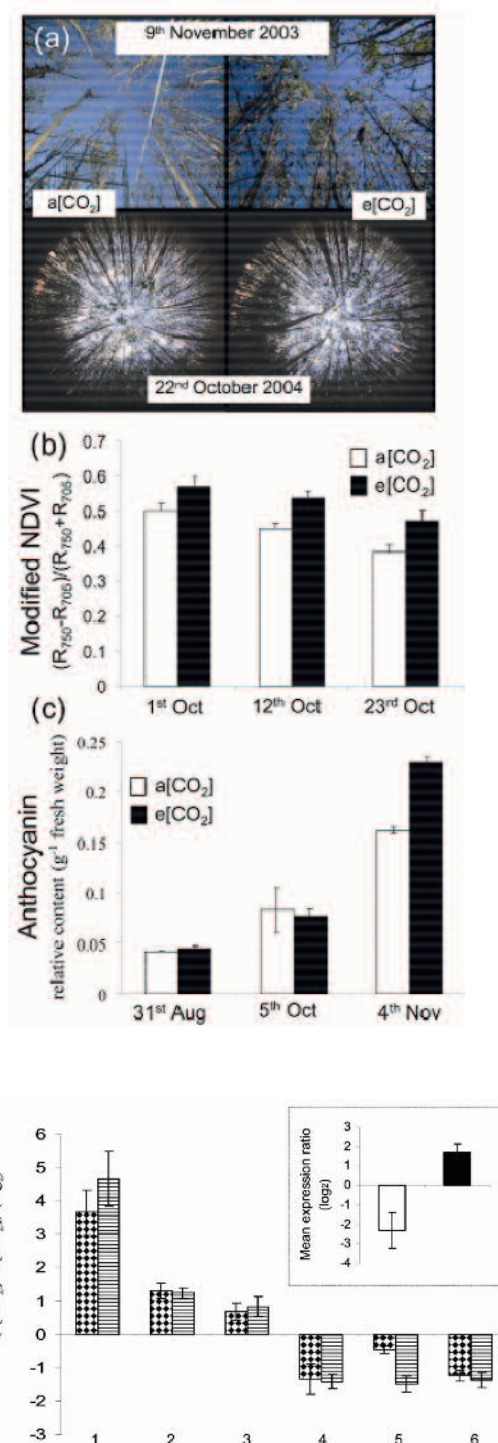 (a)
9th November 2003
a[CO2]
e[CO2]
22nd October 2004
(b)
Modified NDVI
(R750-R705)/(R750+R705)
0.7
0.6
0.5
0.4
0.3
0.2
0.1
0
a[CO2]
e[CO2]
1st Oct
12th Oct
23rd Oct
(c)
Anthocyanin
relative content (g-1 fresh weight)
0.25
0.2
0.15
0.1
0.05
0
a[CO2]
e[CO2]
31st Aug
5th Oct
4th Nov
6
5
4
3
2
1
0
-1
-2
-3
1
2
3
4
5
6
Mean expression ratio
(log2)
3
2
1
0
-1
-2
-3
-4